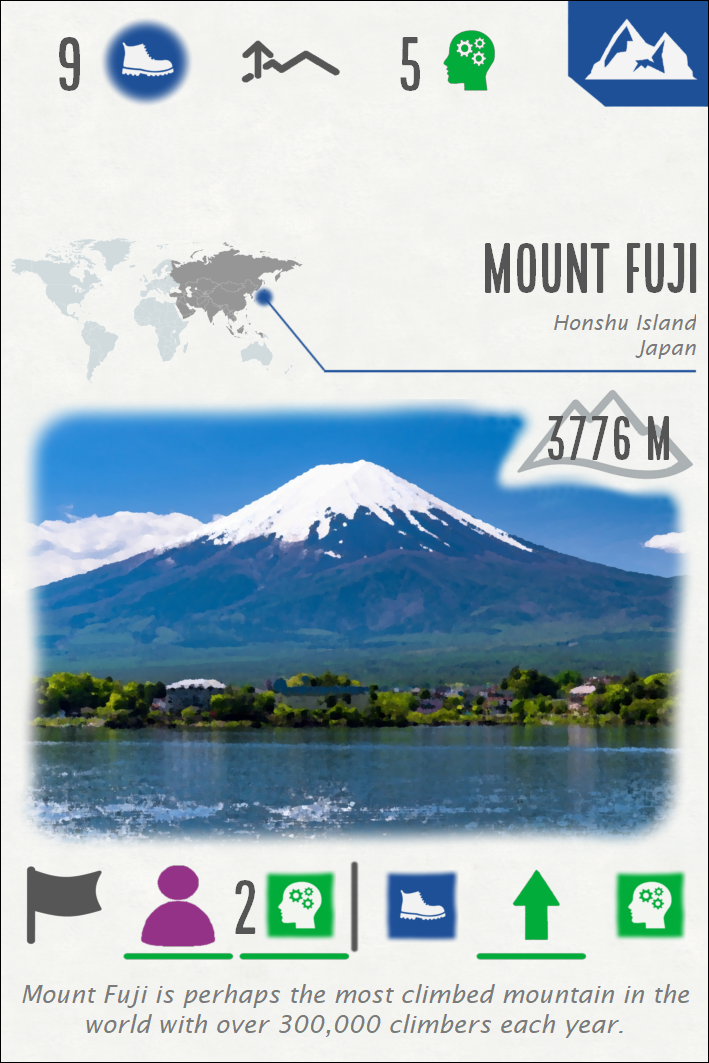 9
5
MOUNT FUJI
Honshu Island
Japan
3776 M
2
Mount Fuji is perhaps the most climbed mountain in the
world with over 300,000 climbers each year.